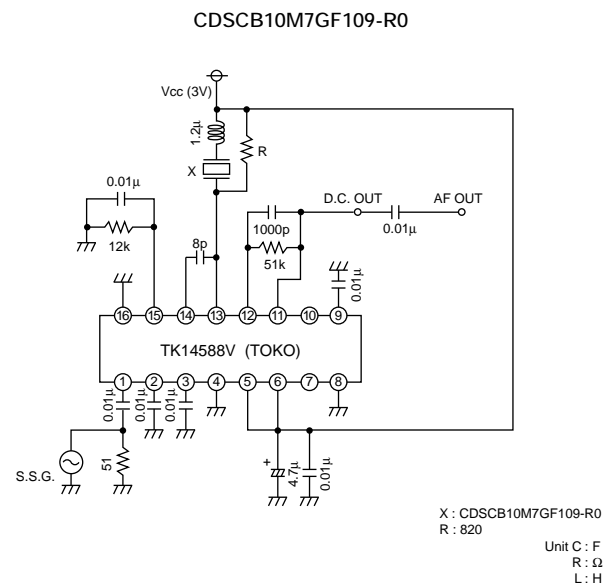 CDSCB10M7GF109-R0
Vcc (3V)
1.2μ
R
X
0.01μ
12k
8p
1000p
51k
D.C. OUT
0.01μ
AF OUT
0.01μ
16 15 14 13 12 11 10 9
TK14588V (TOKO)
1 2 3 4 5 6 7 8
0.01μ
0.01μ
0.01μ
S.S.G.
51
+
4.7μ
0.01μ
X : CDSCB10M7GF109-R0
R : 820
Unit C : F
R : Ω
L : H